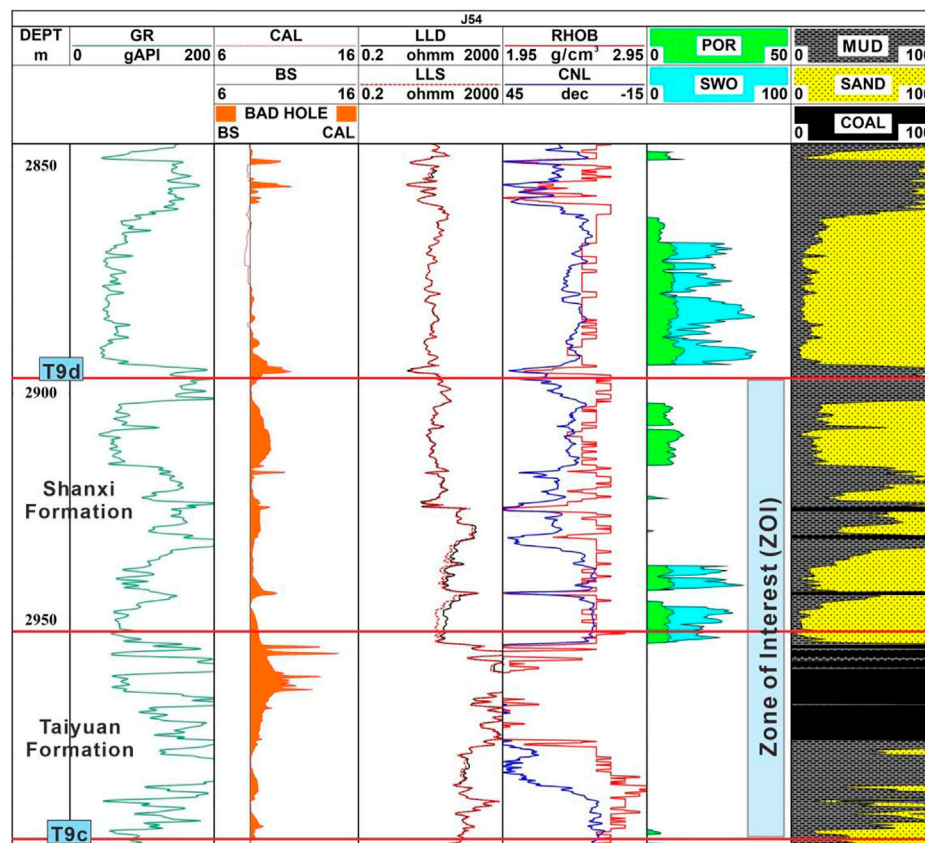 J54
DEPT
m
GR
0 gAPI 200
CAL
6 16
BS
6 16
BAD HOLE
BS CAL
LLD
0.2 ohmm 2000
LLS
0.2 ohmm 2000
RHOB
1.95 g/cm³ 2.95
CNL
45 dec -15
POR
0 50
SWO
0 100
MUD
0 100
SAND
0 100
COAL
0 100
2850
T9d
2900
Shanxi
Formation
2950
Taiyuan
Formation
T9c
Zone of Interest (ZOI)